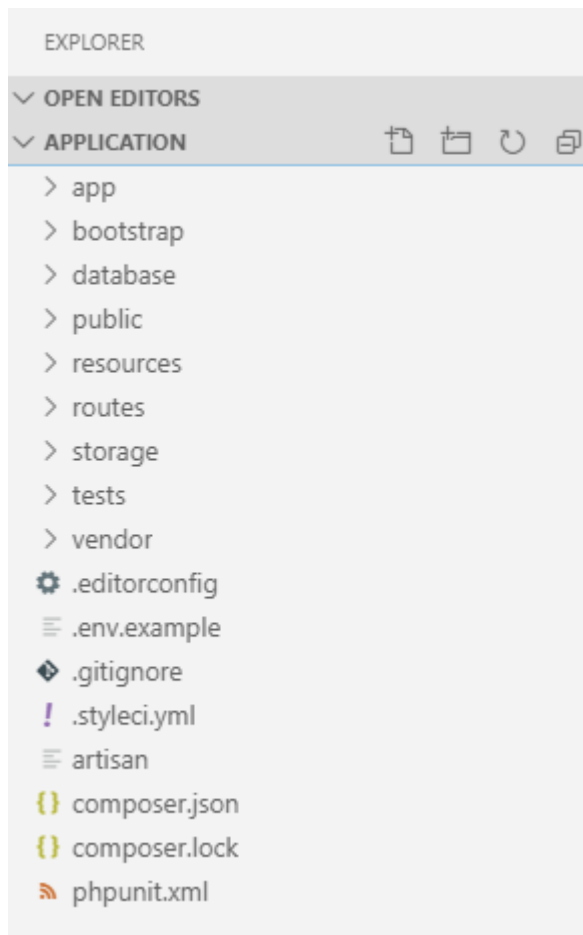 EXPLORER
OPEN EDITORS
APPLICATION
app
bootstrap
database
public
resources
routes
storage
tests
vendor
.editorconfig
.env.example
.gitignore
.styleci.yml
artisan
composer.json
composer.lock
phpunit.xml